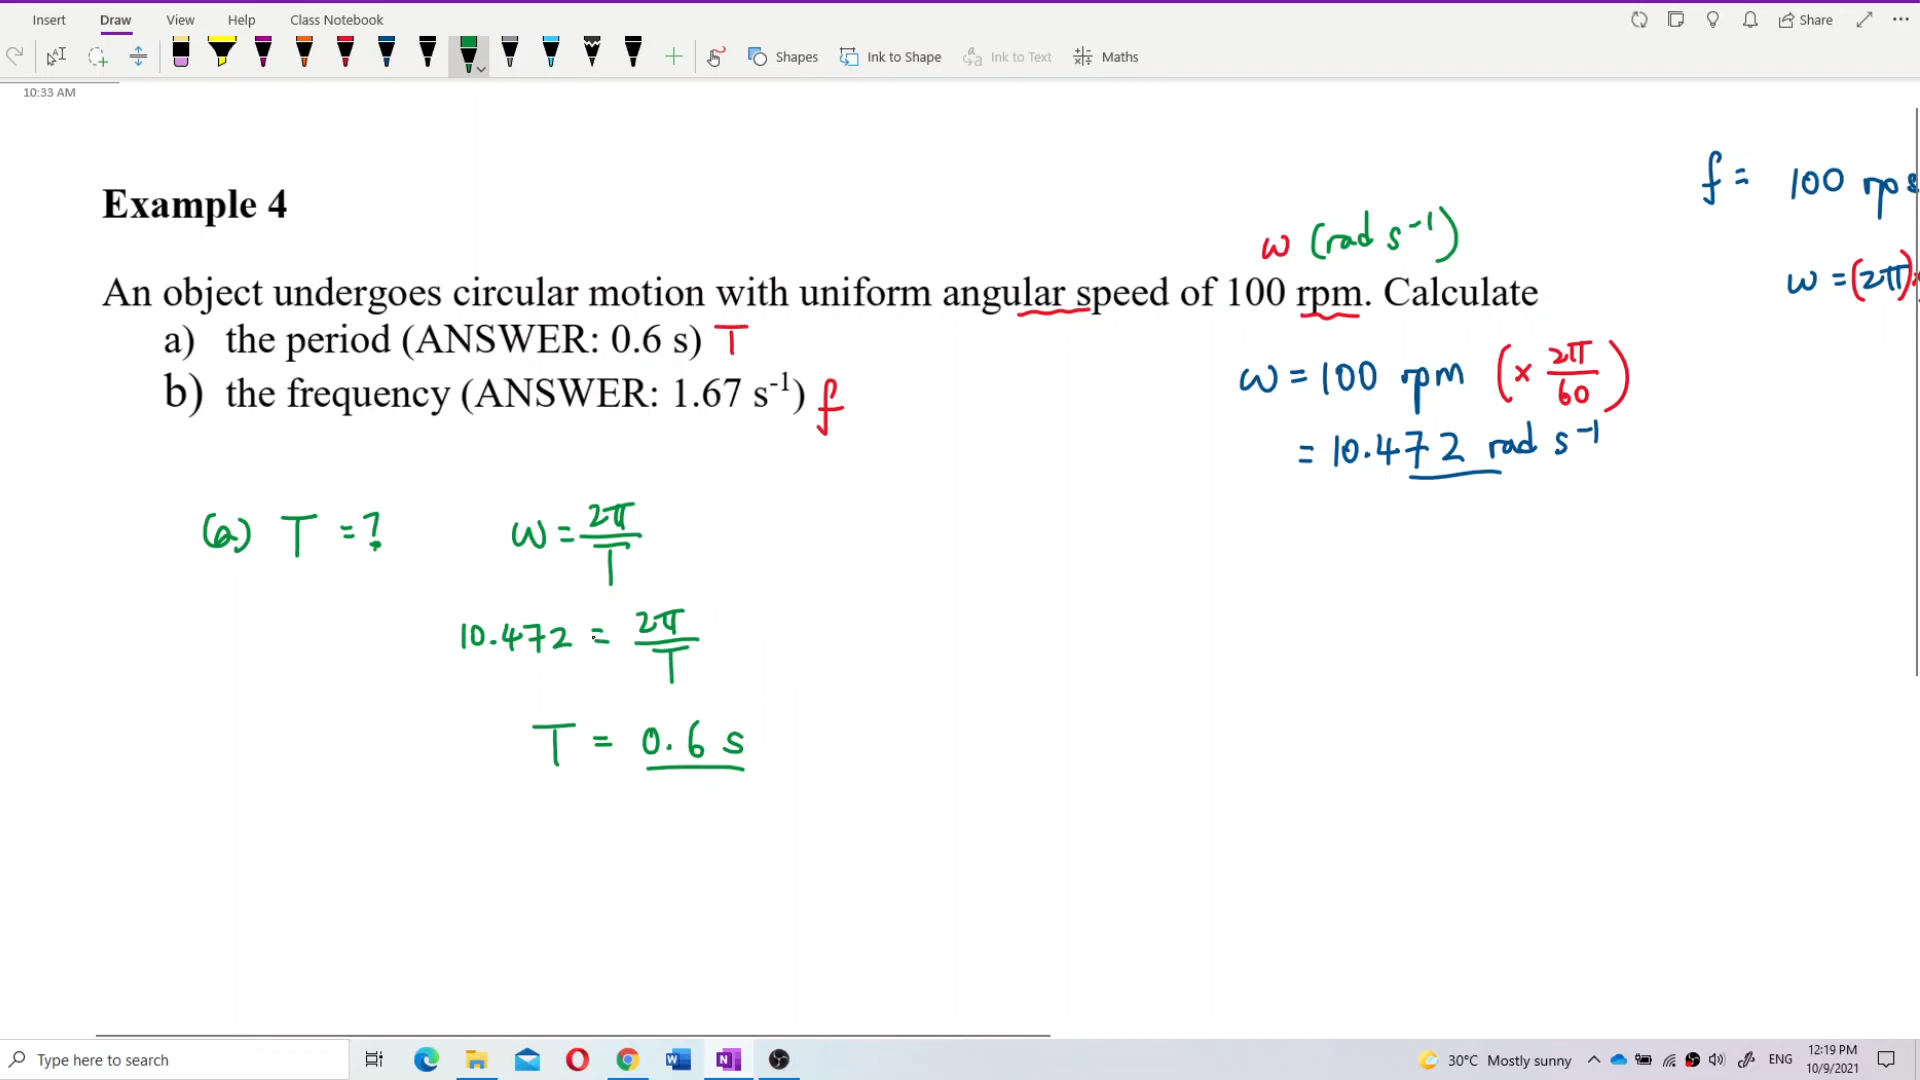 Insert Draw View Help Class Notebook Share
Shapes Ink to Shape Ink to Text Maths
10:33 AM
f = 100 rps
Example 4
ω (rad s⁻¹)
ω = (2π)
An object undergoes circular motion with uniform angular speed of 100 rpm. Calculate
a) the period (ANSWER: 0.6 s) T
b) the frequency (ANSWER: 1.67 s⁻¹) f
ω = 100 rpm (× 2π/60)
= 10.472 rad s⁻¹
(a) T = ? ω = 2π/T
10.472 = 2π/T
T = 0.6 s
Type here to search
30°C Mostly sunny ENG 12:19 PM
10/9/2021